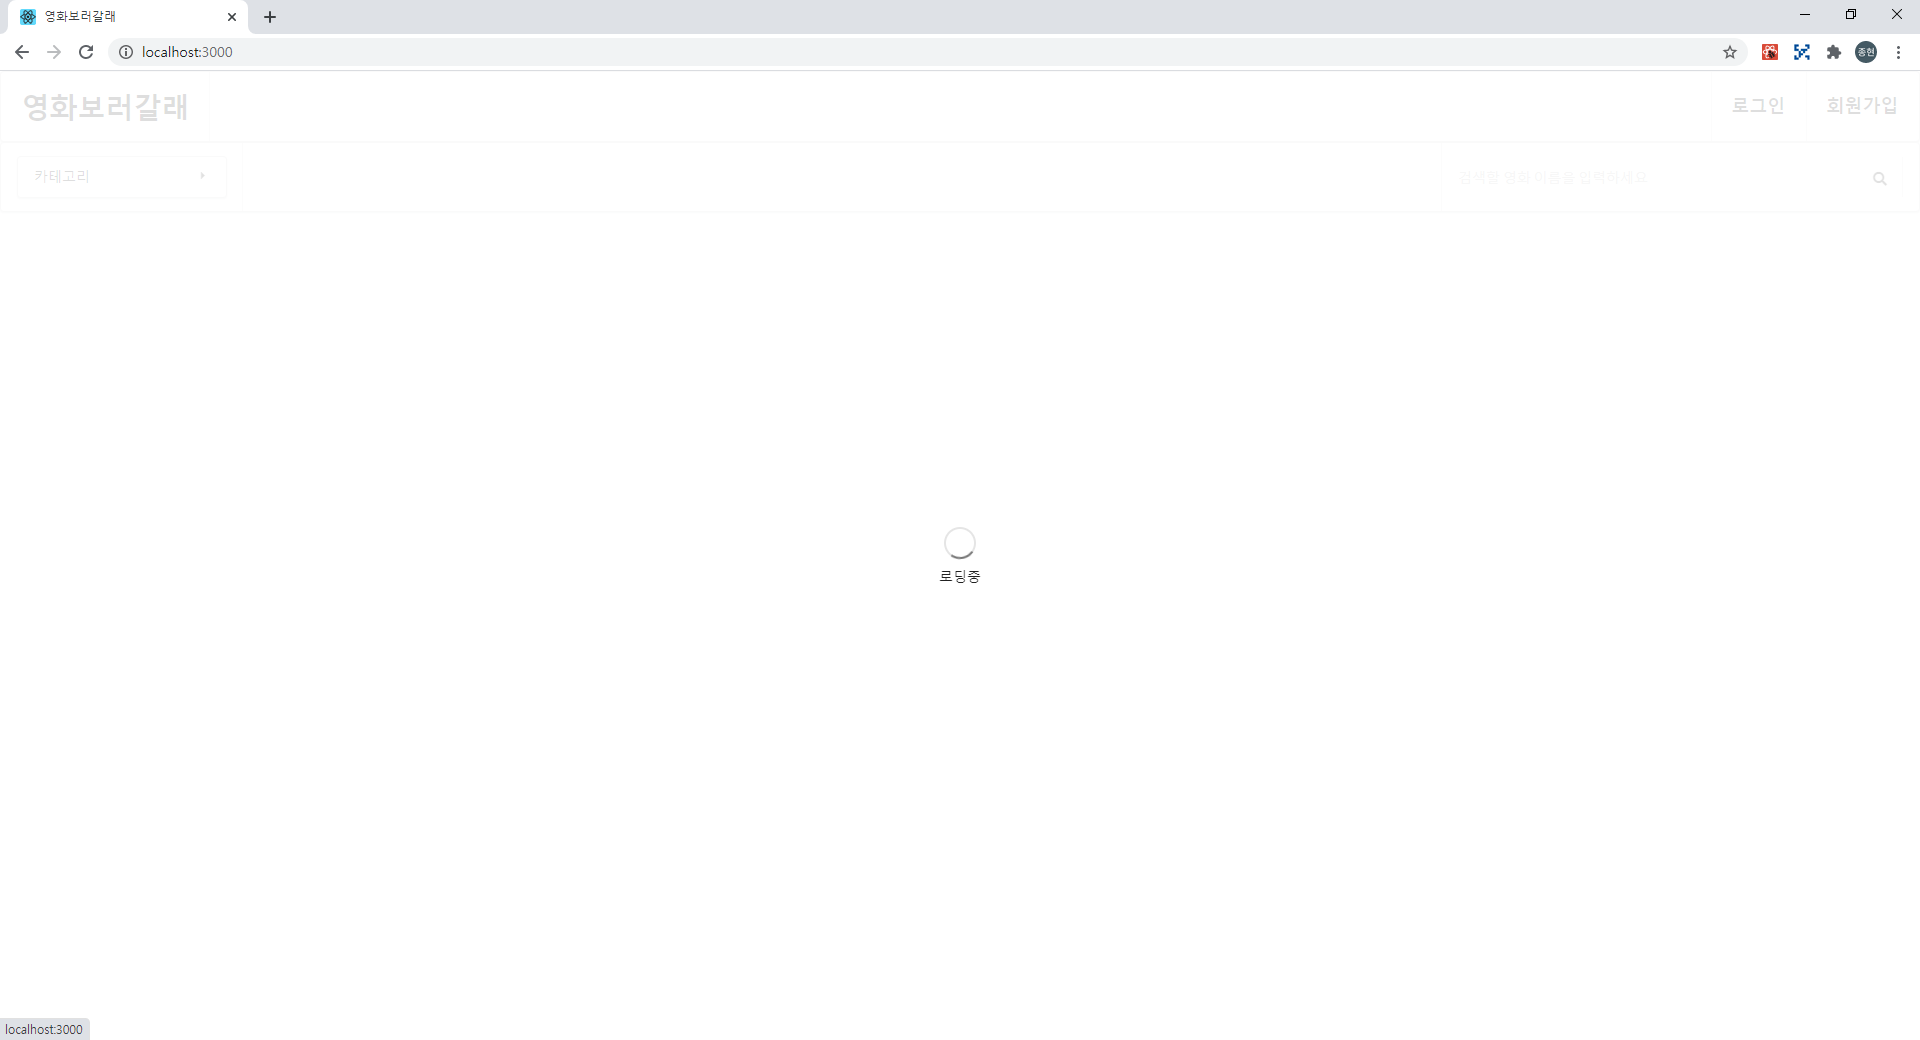 영화보러갈래
localhost:3000
종현
영화보러갈래
로그인
회원가입
카테고리
검색할 영화 이름을 입력하세요
로딩중
localhost:3000